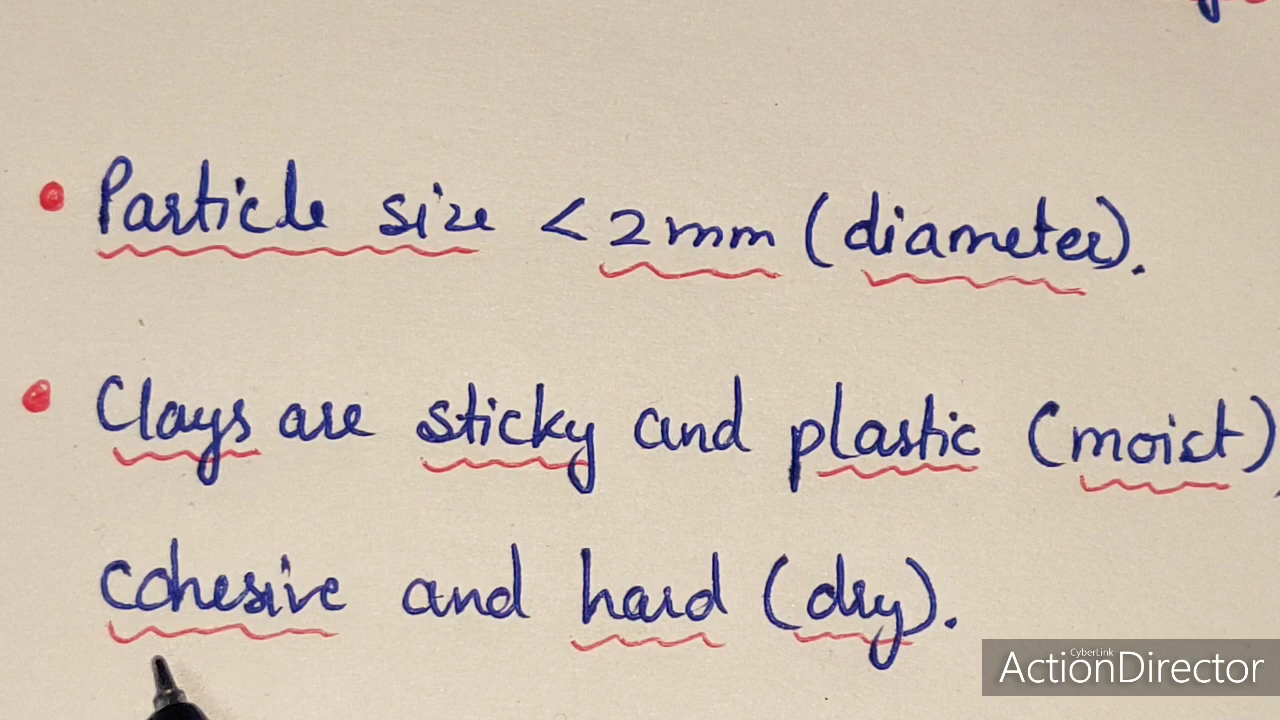 • Particle size < 2mm (diameter).
• Clays are sticky and plastic (moist),
cohesive and hard (dry).
CyberLink
ActionDirector